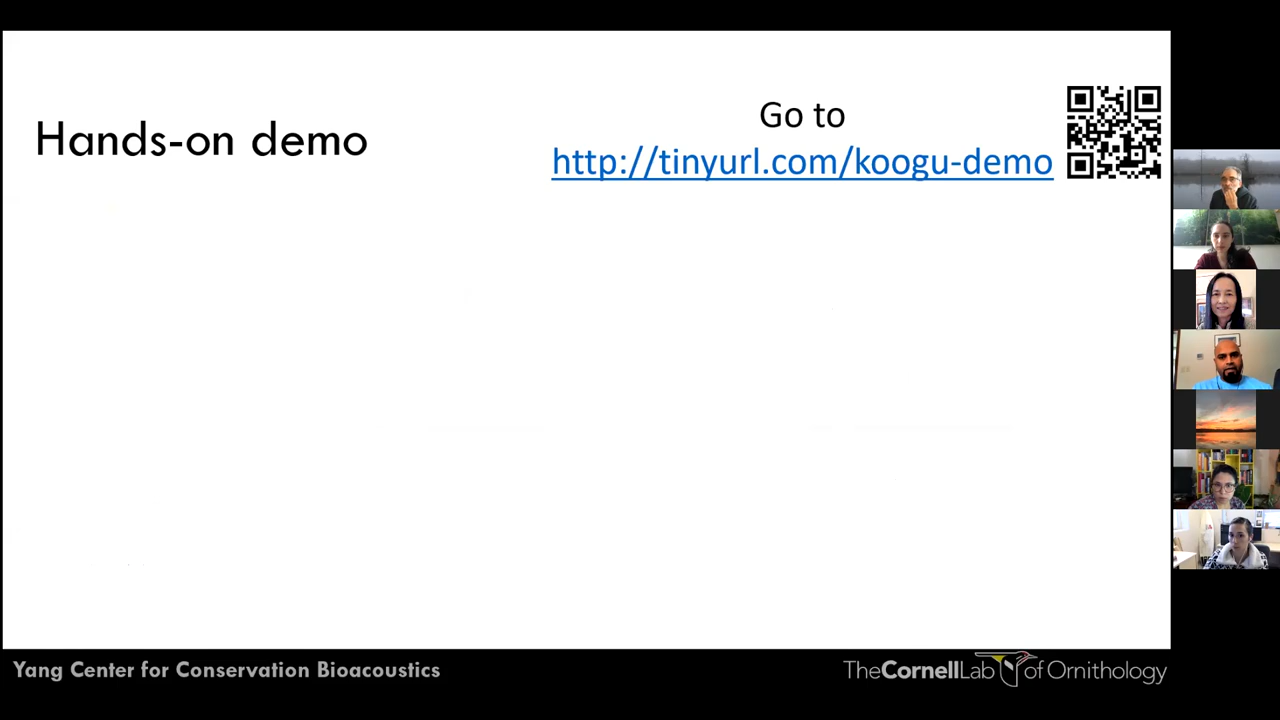 Hands-on demo
Go to
http://tinyurl.com/koogu-demo
Yang Center for Conservation Bioacoustics
TheCornellLab of Ornithology